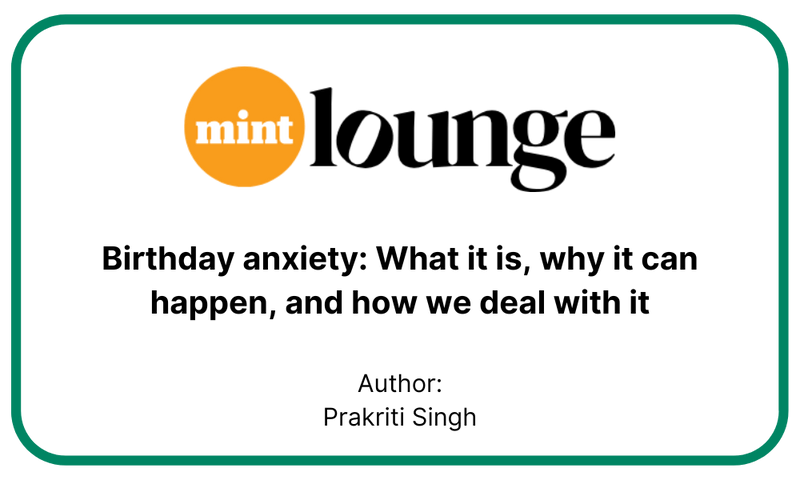 mint lounge
Birthday anxiety: What it is, why it can
happen, and how we deal with it
Author:
Prakriti Singh